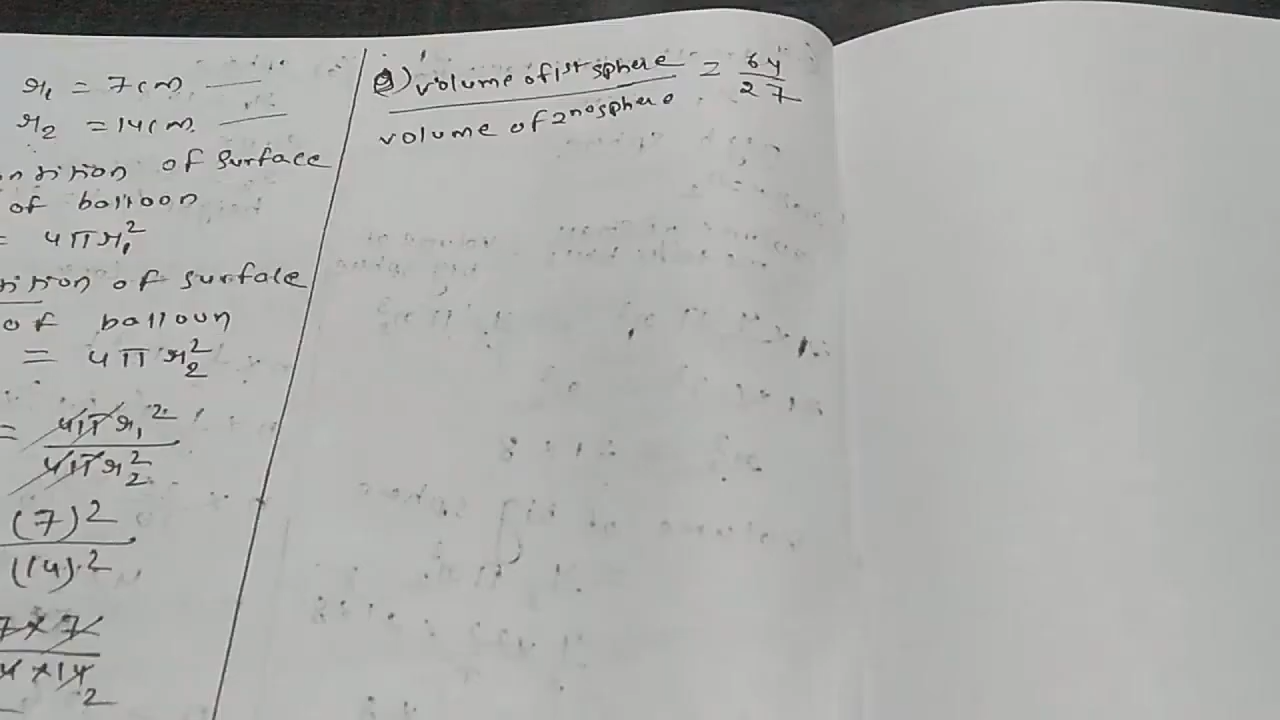 r₁ = 7cm
r₂ = 14cm.
of surface
of balloon
= 4πr₁²
of surface
of balloon
= 4πr₂²
= 4πr₁²
4πr₂²
(7)²
(14)²
7×7
4×14
2
Q) volume of 1st sphere = 64
volume of 2nd sphere 27